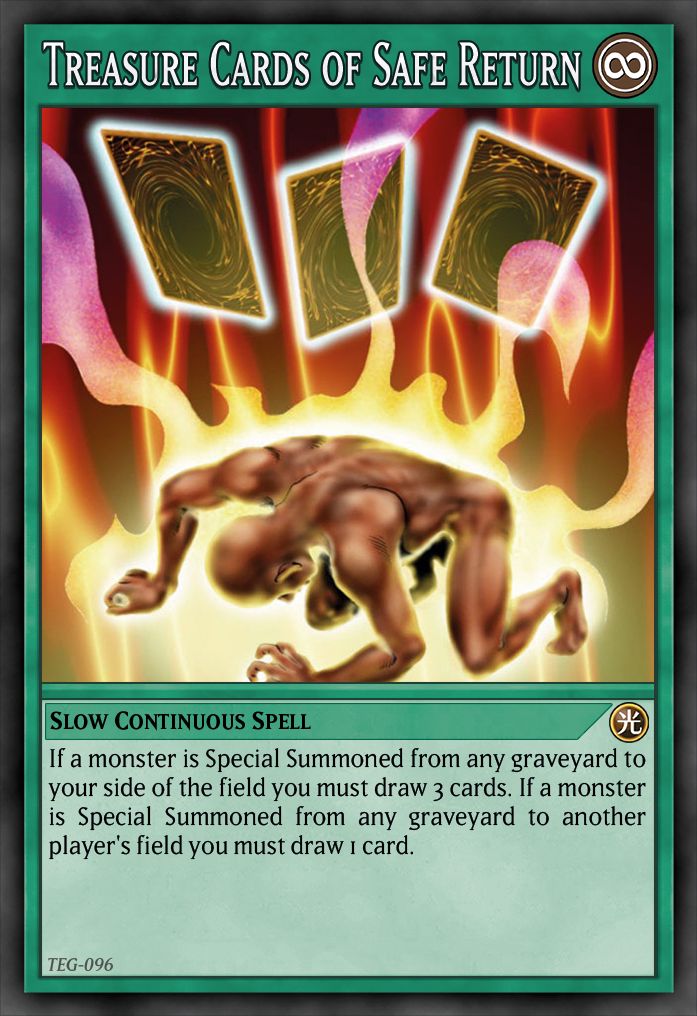 Treasure Cards of Safe Return
Slow Continuous Spell
光
If a monster is Special Summoned from any graveyard to
your side of the field you must draw 3 cards. If a monster
is Special Summoned from any graveyard to another
player's field you must draw 1 card.
TEG-096